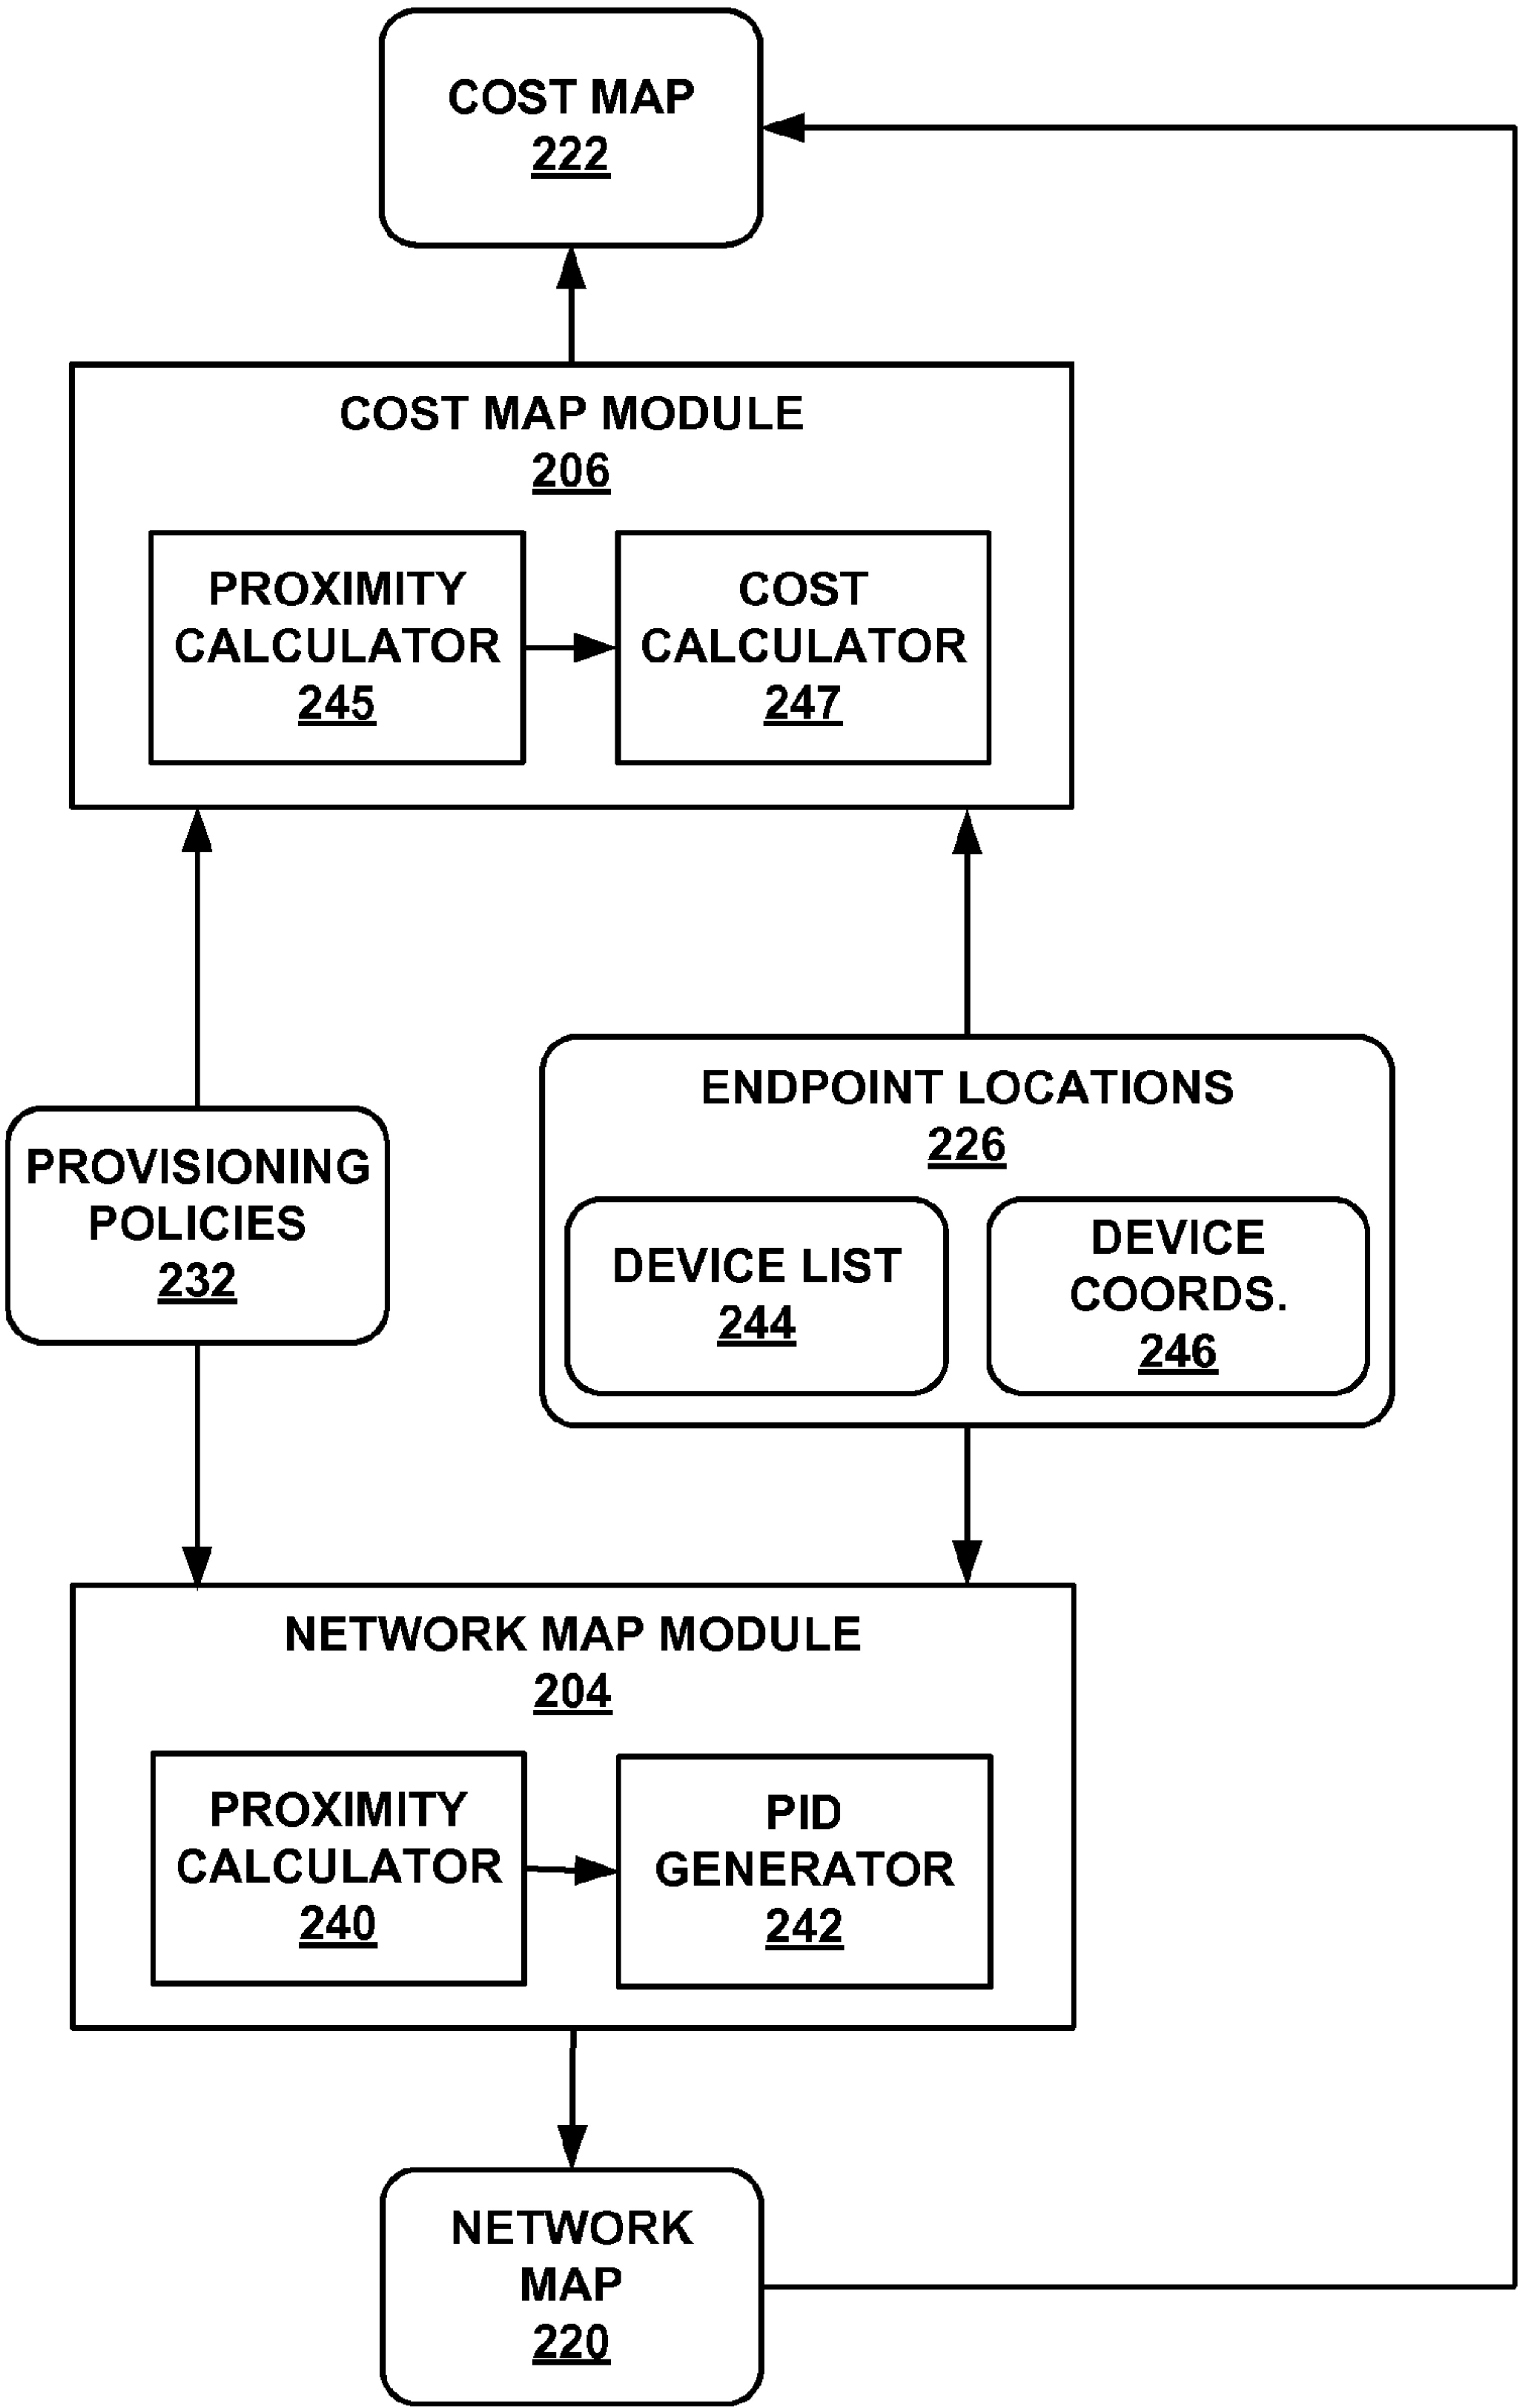 COST MAP
222
COST MAP MODULE
206
PROXIMITY
CALCULATOR
245
COST
CALCULATOR
247
ENDPOINT LOCATIONS
226
PROVISIONING
POLICIES
232
DEVICE LIST
244
DEVICE
COORDS.
246
NETWORK MAP MODULE
204
PROXIMITY
CALCULATOR
240
PID
GENERATOR
242
NETWORK
MAP
220